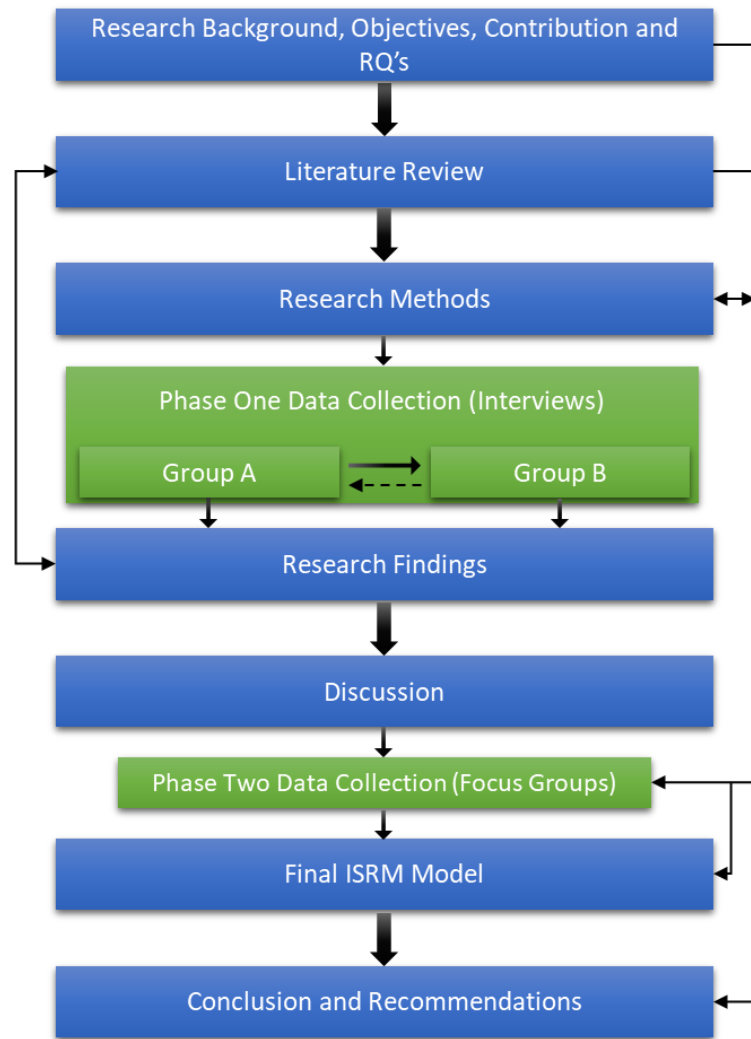 Research Background, Objectives, Contribution and
RQ's
Literature Review
Research Methods
Phase One Data Collection (Interviews)
Group A
Group B
Research Findings
Discussion
Phase Two Data Collection (Focus Groups)
Final ISRM Model
Conclusion and Recommendations